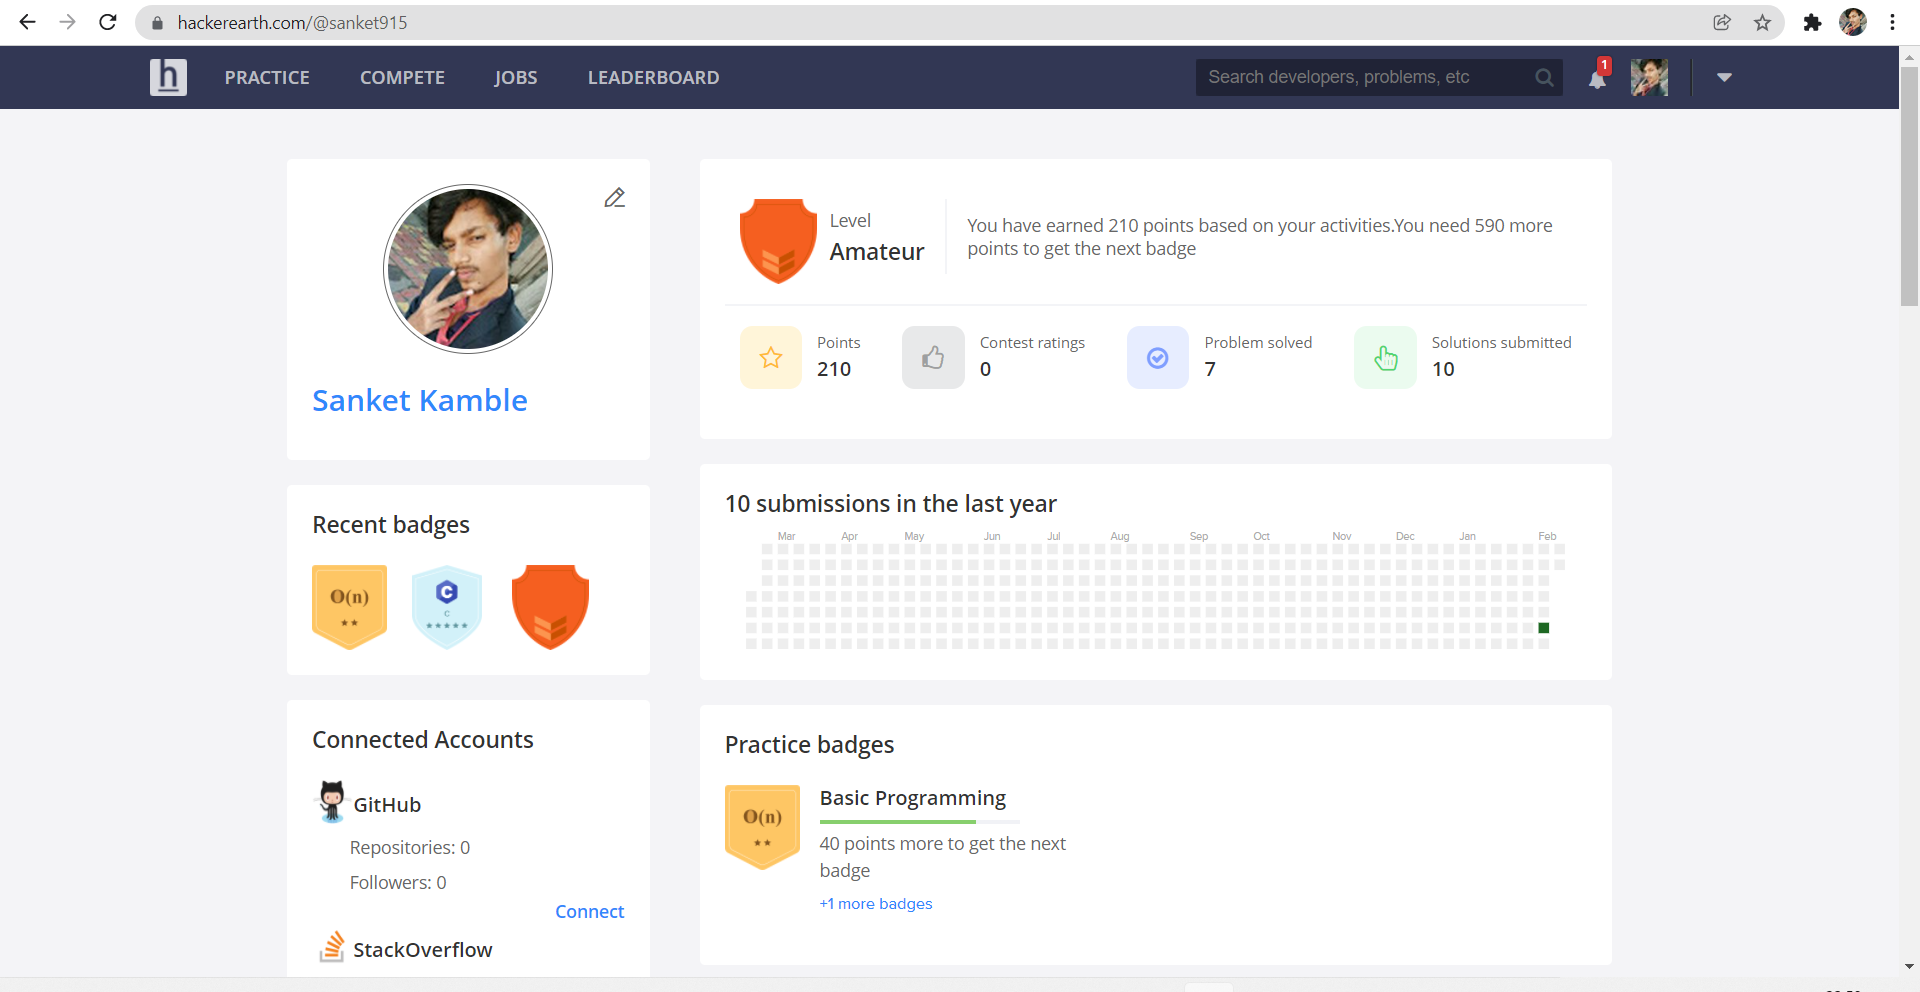 hackerearth.com/@sanket915
h
PRACTICE
COMPETE
JOBS
LEADERBOARD
Search developers, problems, etc
1
Sanket Kamble
Level
Amateur
You have earned 210 points based on your activities.You need 590 more
points to get the next badge
Points
210
Contest ratings
0
Problem solved
7
Solutions submitted
10
Recent badges
O(n)
C
C
10 submissions in the last year
Mar Apr May Jun Jul Aug Sep Oct Nov Dec Jan Feb
Connected Accounts
GitHub
Repositories: 0
Followers: 0
Connect
StackOverflow
Practice badges
O(n)
Basic Programming
40 points more to get the next
badge
+1 more badges